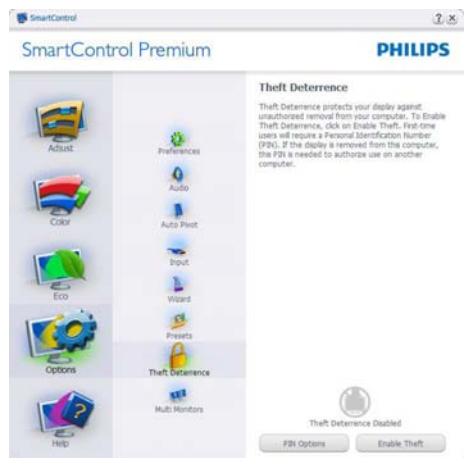 SmartControl
SmartControl Premium
PHILIPS
Adjust
Color
Eco
Options
Help
Preferences
Audio
Auto Pivot
Input
Wizard
Presets
Theft Deterrence
Multi Monitors
Theft Deterrence
Theft Deterrence protects your display against
unauthorized removal from your computer. To Enable
Theft Deterrence, click on Enable Theft. First-time
users will require a Personal Identification Number
(PIN). If the display is removed from this computer,
this PIN is needed to authorize use on another
computer.
Theft Deterrence Disabled
PIN Options
Enable Theft